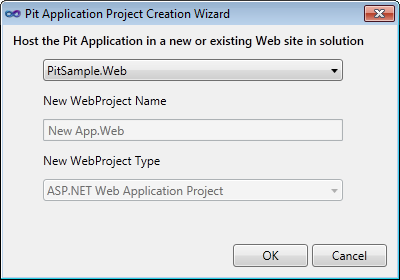 Pit Application Project Creation Wizard
Host the Pit Application in a new or existing Web site in solution
PitSample.Web
New WebProject Name
New App.Web
New WebProject Type
ASP.NET Web Application Project
OK Cancel